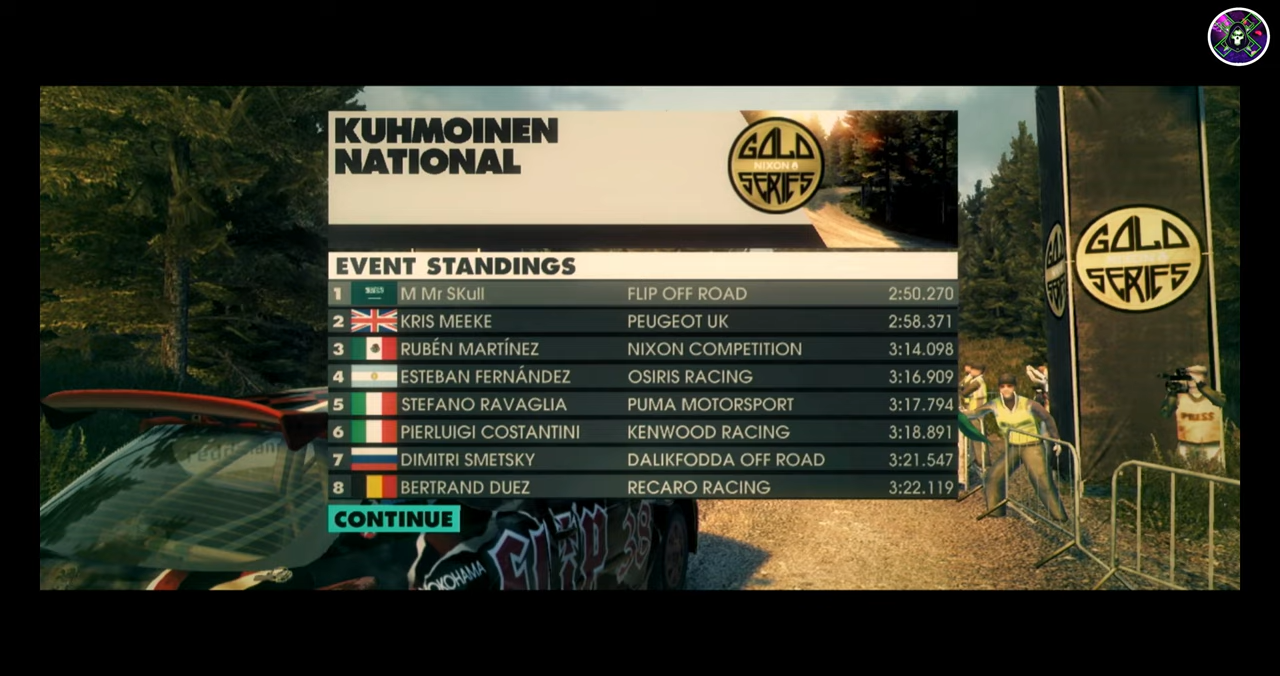 KUHMOINEN
NATIONAL
GOLD
NIXON
SERIES
GOLD
SERIES
EVENT STANDINGS
1 M Mr SKull FLIP OFF ROAD 2:50.270
2 KRIS MEEKE PEUGEOT UK 2:58.371
3 RUBÉN MARTÍNEZ NIXON COMPETITION 3:14.098
4 ESTEBAN FERNÁNDEZ OSIRIS RACING 3:16.909
5 STEFANO RAVAGLIA PUMA MOTORSPORT 3:17.794
6 PIERLUIGI COSTANTINI KENWOOD RACING 3:18.891
7 DIMITRI SMETSKY DALIKFODDA OFF ROAD 3:21.547
8 BERTRAND DUEZ RECARO RACING 3:22.119
PRESS
CONTINUE
YOKOHAMA
FLIP 38